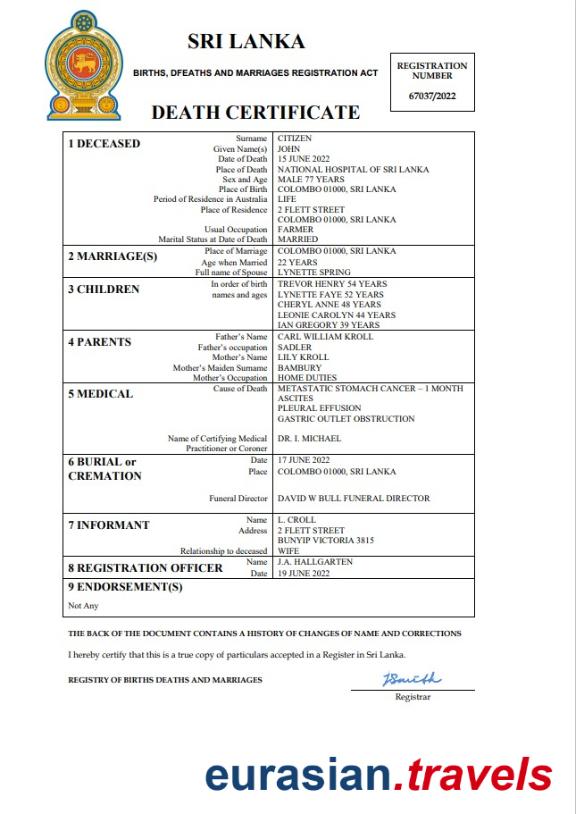 SRI LANKA
BIRTHS, DFEATHS AND MARRIAGES REGISTRATION ACT
REGISTRATION
NUMBER
67037/2022
DEATH CERTIFICATE
1 DECEASED
Surname CITIZEN
Given Name(s) JOHN
Date of Death 15 JUNE 2022
Place of Death NATIONAL HOSPITAL OF SRI LANKA
Sex and Age MALE 77 YEARS
Place of Birth COLOMBO 01000, SRI LANKA
Period of Residence in Australia LIFE
Place of Residence 2 FLETT STREET
COLOMBO 01000, SRI LANKA
Usual Occupation FARMER
Marital Status at Date of Death MARRIED
2 MARRIAGE(S)
Place of Marriage COLOMBO 01000, SRI LANKA
Age when Married 22 YEARS
Full name of Spouse LYNETTE SPRING
3 CHILDREN
In order of birth TREVOR HENRY 54 YEARS
names and ages LYNETTE FAYE 52 YEARS
CHERYL ANNE 48 YEARS
LEONIE CAROLYN 44 YEARS
IAN GREGORY 39 YEARS
4 PARENTS
Father's Name CARL WILLIAM KROLL
Father's occupation SADLER
Mother's Name LILY KROLL
Mother's Maiden Surname BAMBURY
Mother's Occupation HOME DUTIES
5 MEDICAL
Cause of Death METASTATIC STOMACH CANCER – 1 MONTH
ASCITES
PLEURAL EFFUSION
GASTRIC OUTLET OBSTRUCTION
Name of Certifying Medical DR. I. MICHAEL
Practitioner or Coroner
6 BURIAL or
CREMATION
Date 17 JUNE 2022
Place COLOMBO 01000, SRI LANKA
Funeral Director DAVID W BULL FUNERAL DIRECTOR
7 INFORMANT
Name L. CROLL
Address 2 FLETT STREET
BUNYIP VICTORIA 3815
Relationship to deceased WIFE
8 REGISTRATION OFFICER
Name J.A. HALLGARTEN
Date 19 JUNE 2022
9 ENDORSEMENT(S)
Not Any
THE BACK OF THE DOCUMENT CONTAINS A HISTORY OF CHANGES OF NAME AND CORRECTIONS
I hereby certify that this is a true copy of particulars accepted in a Register in Sri Lanka.
REGISTRY OF BIRTHS DEATHS AND MARRIAGES
JSmith
Registrar
eurasian.travels